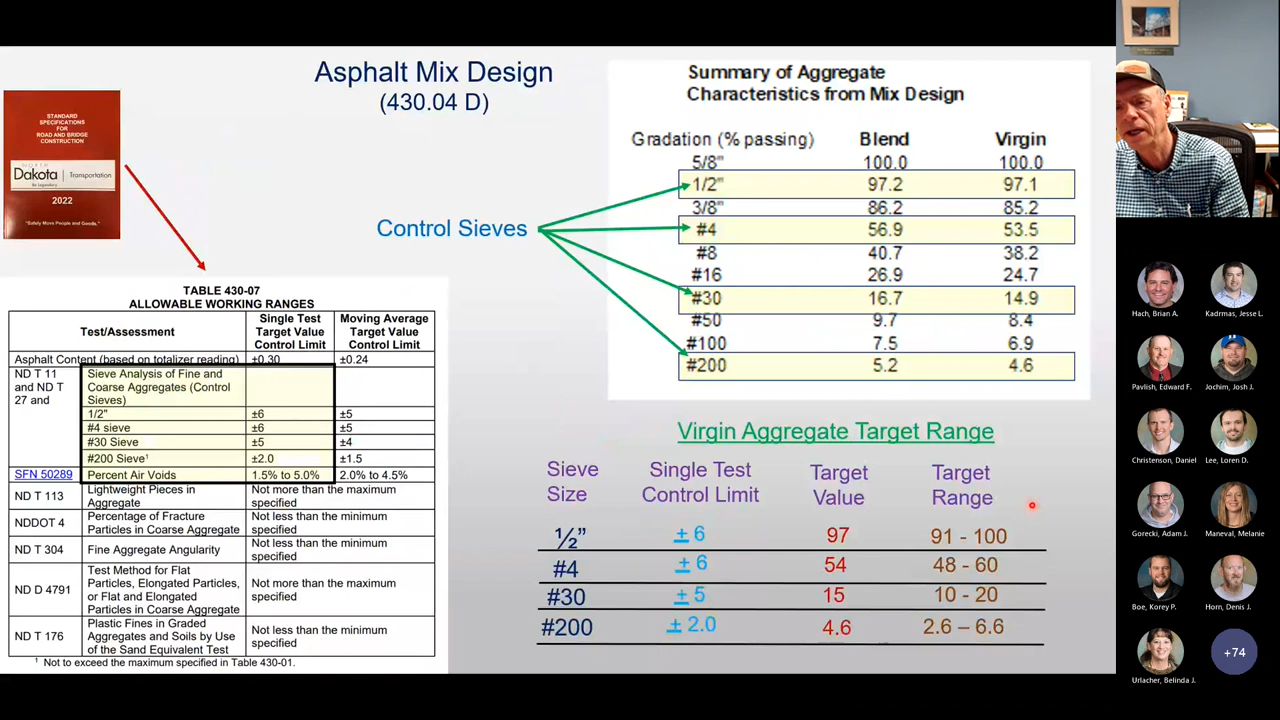 Asphalt Mix Design
(430.04 D)
STANDARD
SPECIFICATIONS
FOR
ROAD AND BRIDGE
CONSTRUCTION
NORTH
Dakota | Transportation
Be Legendary.
2022
"Safely Move People and Goods."
Control Sieves
Summary of Aggregate
Characteristics from Mix Design
Gradation (% passing) Blend Virgin
5/8" 100.0 100.0
1/2" 97.2 97.1
3/8" 86.2 85.2
#4 56.9 53.5
#8 40.7 38.2
#16 26.9 24.7
#30 16.7 14.9
#50 9.7 8.4
#100 7.5 6.9
#200 5.2 4.6
TABLE 430-07
ALLOWABLE WORKING RANGES
Test/Assessment Single Test Target Value Control Limit Moving Average Target Value Control Limit
Asphalt Content (based on totalizer reading) ±0.30 ±0.24
ND T 11 and ND T 27 and Sieve Analysis of Fine and Coarse Aggregates (Control Sieves)
1/2" ±6 ±5
#4 sieve ±6 ±5
#30 Sieve ±5 ±4
#200 Sieve¹ ±2.0 ±1.5
SFN 50289 Percent Air Voids 1.5% to 5.0% 2.0% to 4.5%
ND T 113 Lightweight Pieces in Aggregate Not more than the maximum specified
NDDOT 4 Percentage of Fracture Particles in Coarse Aggregate Not less than the minimum specified
ND T 304 Fine Aggregate Angularity Not less than the minimum specified
ND D 4791 Test Method for Flat Particles, Elongated Particles, or Flat and Elongated Particles in Coarse Aggregate Not more than the maximum specified
ND T 176 Plastic Fines in Graded Aggregates and Soils by Use of the Sand Equivalent Test Not less than the minimum specified
¹ Not to exceed the maximum specified in Table 430-01.
Virgin Aggregate Target Range
Sieve Size Single Test Control Limit Target Value Target Range
½” ± 6 97 91 - 100
#4 ± 6 54 48 - 60
#30 ± 5 15 10 - 20
#200 ± 2.0 4.6 2.6 – 6.6
Hach, Brian A. Kadrmas, Jesse L.
Pavlish, Edward F. Jochim, Josh J.
Christenson, Daniel Lee, Loren D.
Gorecki, Adam J. Maneval, Melanie
Boe, Korey P. Horn, Denis J.
Urlacher, Belinda J. +74